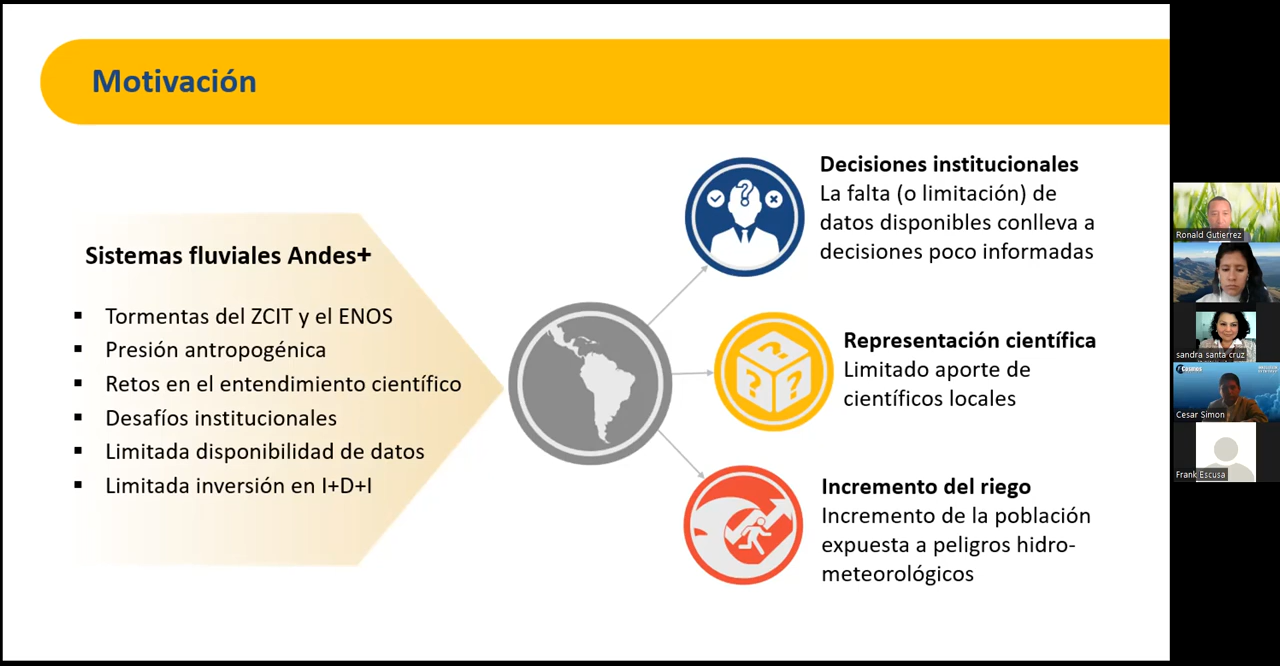 Motivación
Sistemas fluviales Andes+
▪ Tormentas del ZCIT y el ENOS
▪ Presión antropogénica
▪ Retos en el entendimiento científico
▪ Desafíos institucionales
▪ Limitada disponibilidad de datos
▪ Limitada inversión en I+D+I
Decisiones institucionales
La falta (o limitación) de
datos disponibles conlleva a
decisiones poco informadas
Representación científica
Limitado aporte de
científicos locales
Incremento del riego
Incremento de la población
expuesta a peligros hidro-
meteorológicos
Ronald Gutierrez
sandra santa cruz
Cosmos
Cesar Simon
Frank Escusa